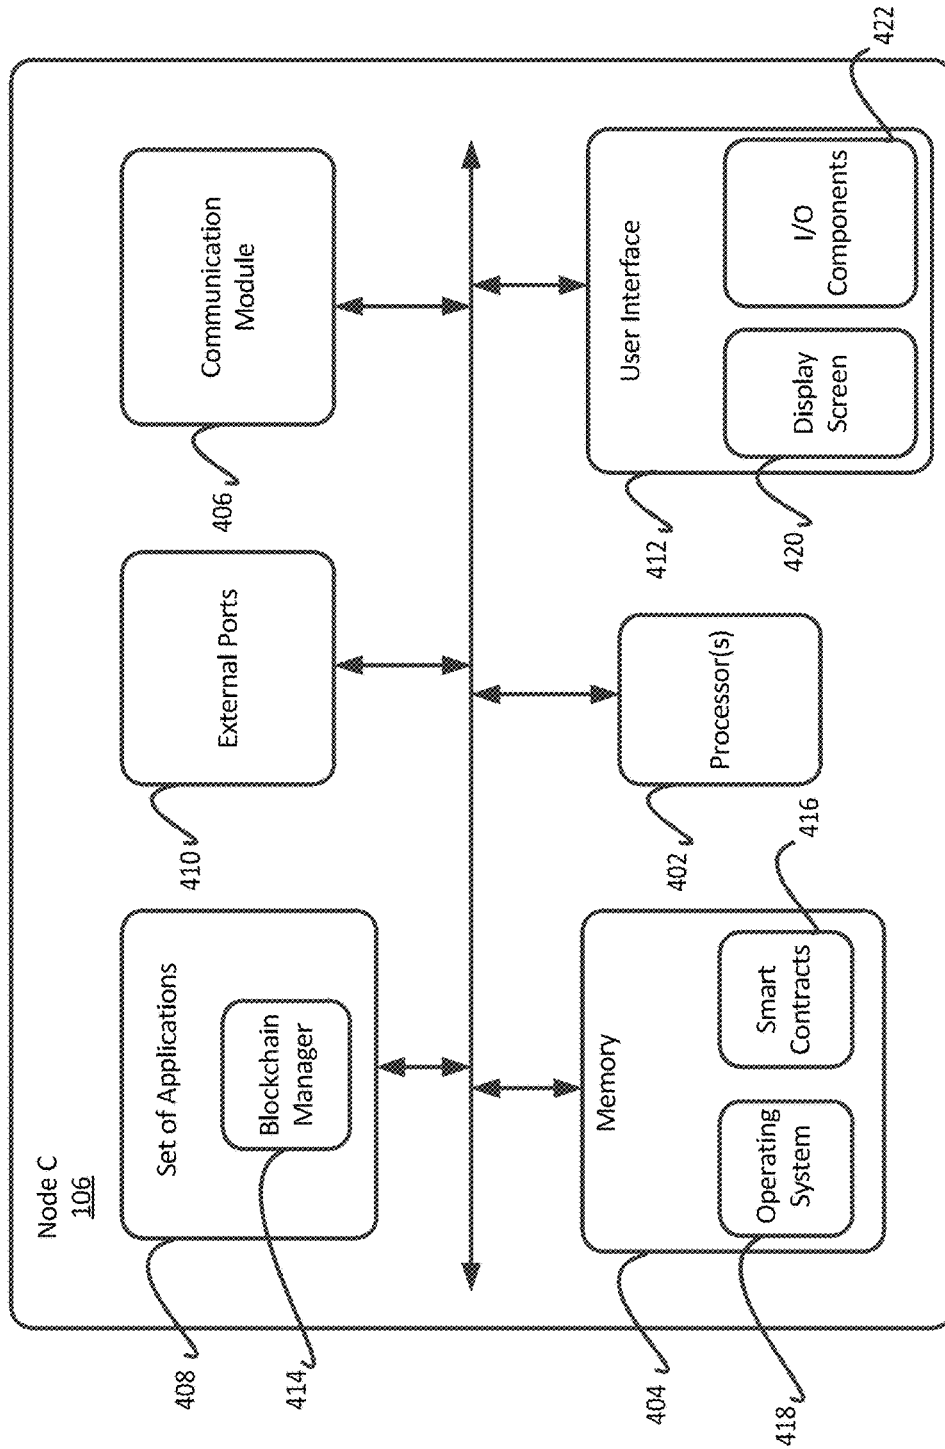 Node C
106
Set of Applications
Blockchain
Manager
408
414
External Ports
410
Communication
Module
406
Memory
Operating
System
Smart
Contracts
404
418
416
Processor(s)
402
User Interface
Display
Screen
I/O
Components
412
420
422